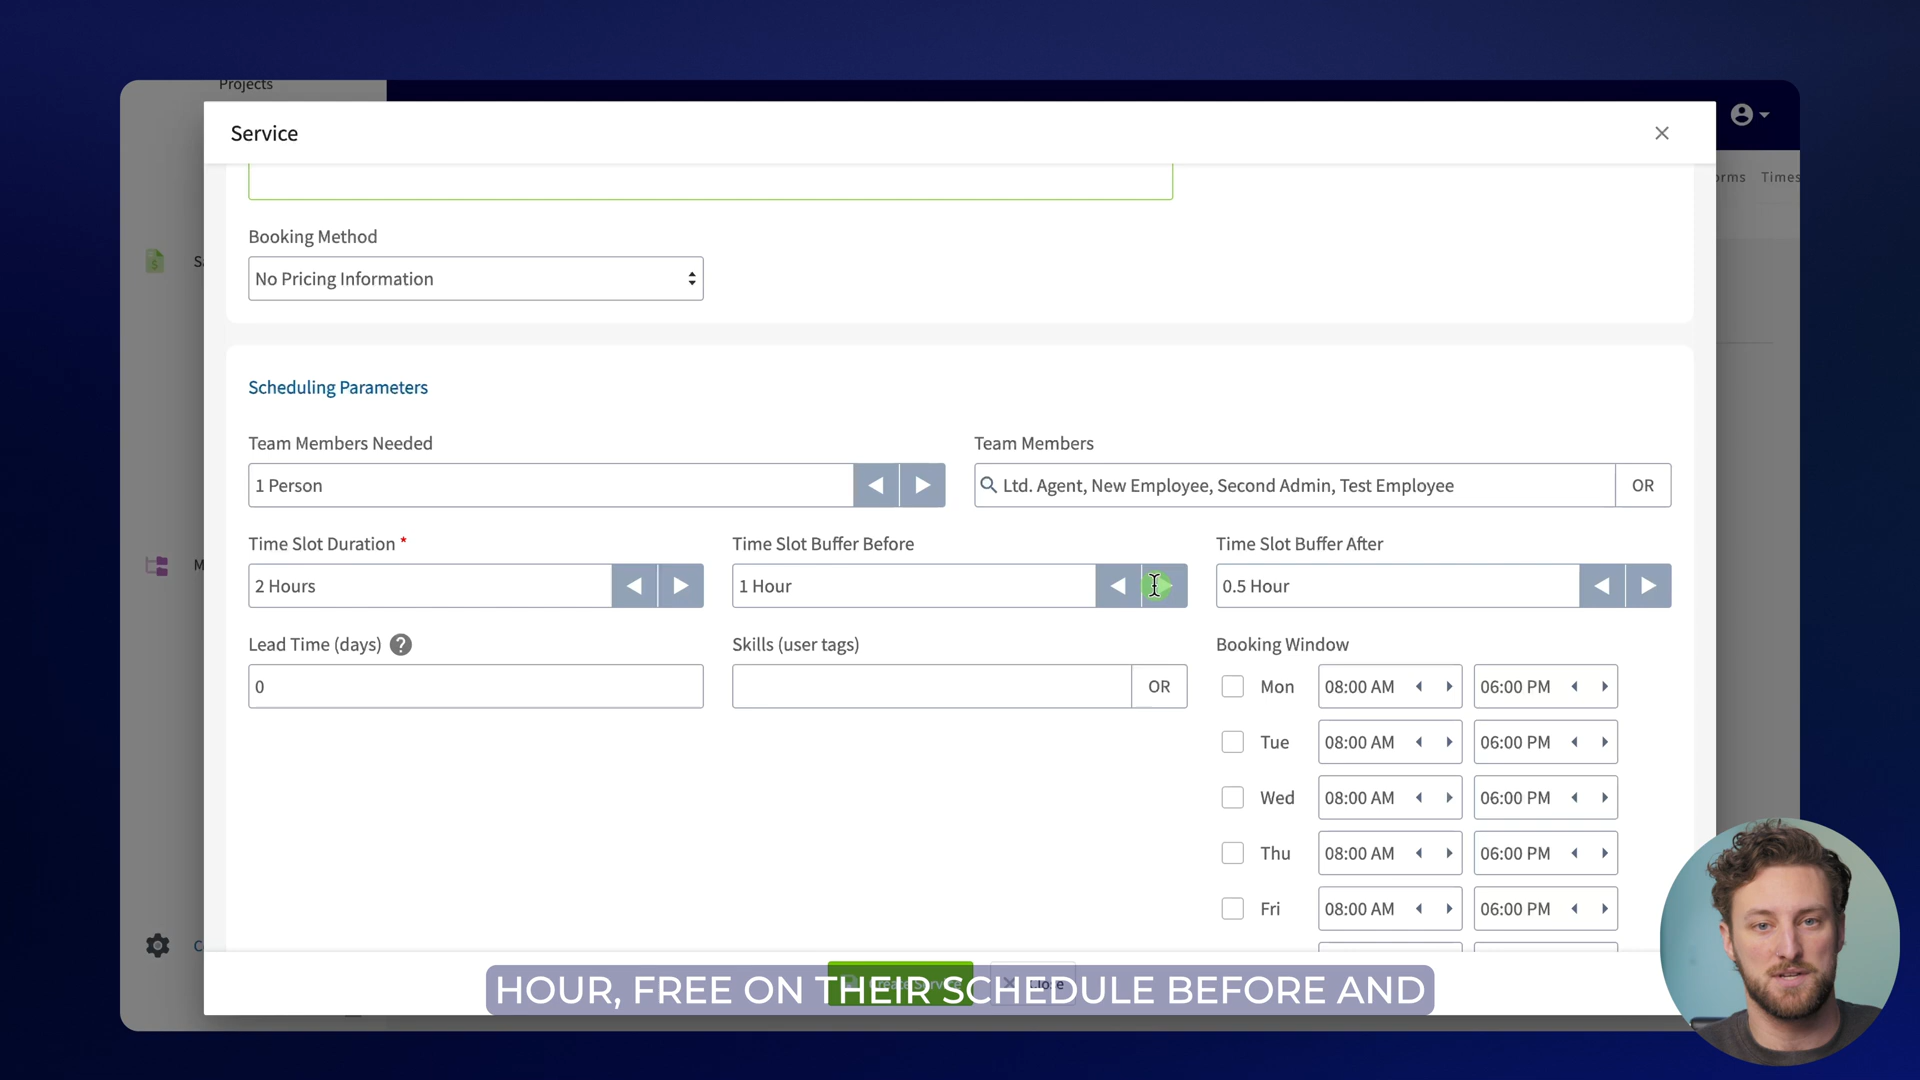 Projects
Service
orms Times
Booking Method
No Pricing Information
Scheduling Parameters
Team Members Needed
Team Members
1 Person
Ltd. Agent, New Employee, Second Admin, Test Employee
OR
Time Slot Duration *
Time Slot Buffer Before
Time Slot Buffer After
2 Hours
1 Hour
0.5 Hour
Lead Time (days) ?
Skills (user tags)
Booking Window
0
OR
Mon 08:00 AM 06:00 PM
Tue 08:00 AM 06:00 PM
Wed 08:00 AM 06:00 PM
Thu 08:00 AM 06:00 PM
Fri 08:00 AM 06:00 PM
HOUR, FREE ON THEIR SCHEDULE BEFORE AND